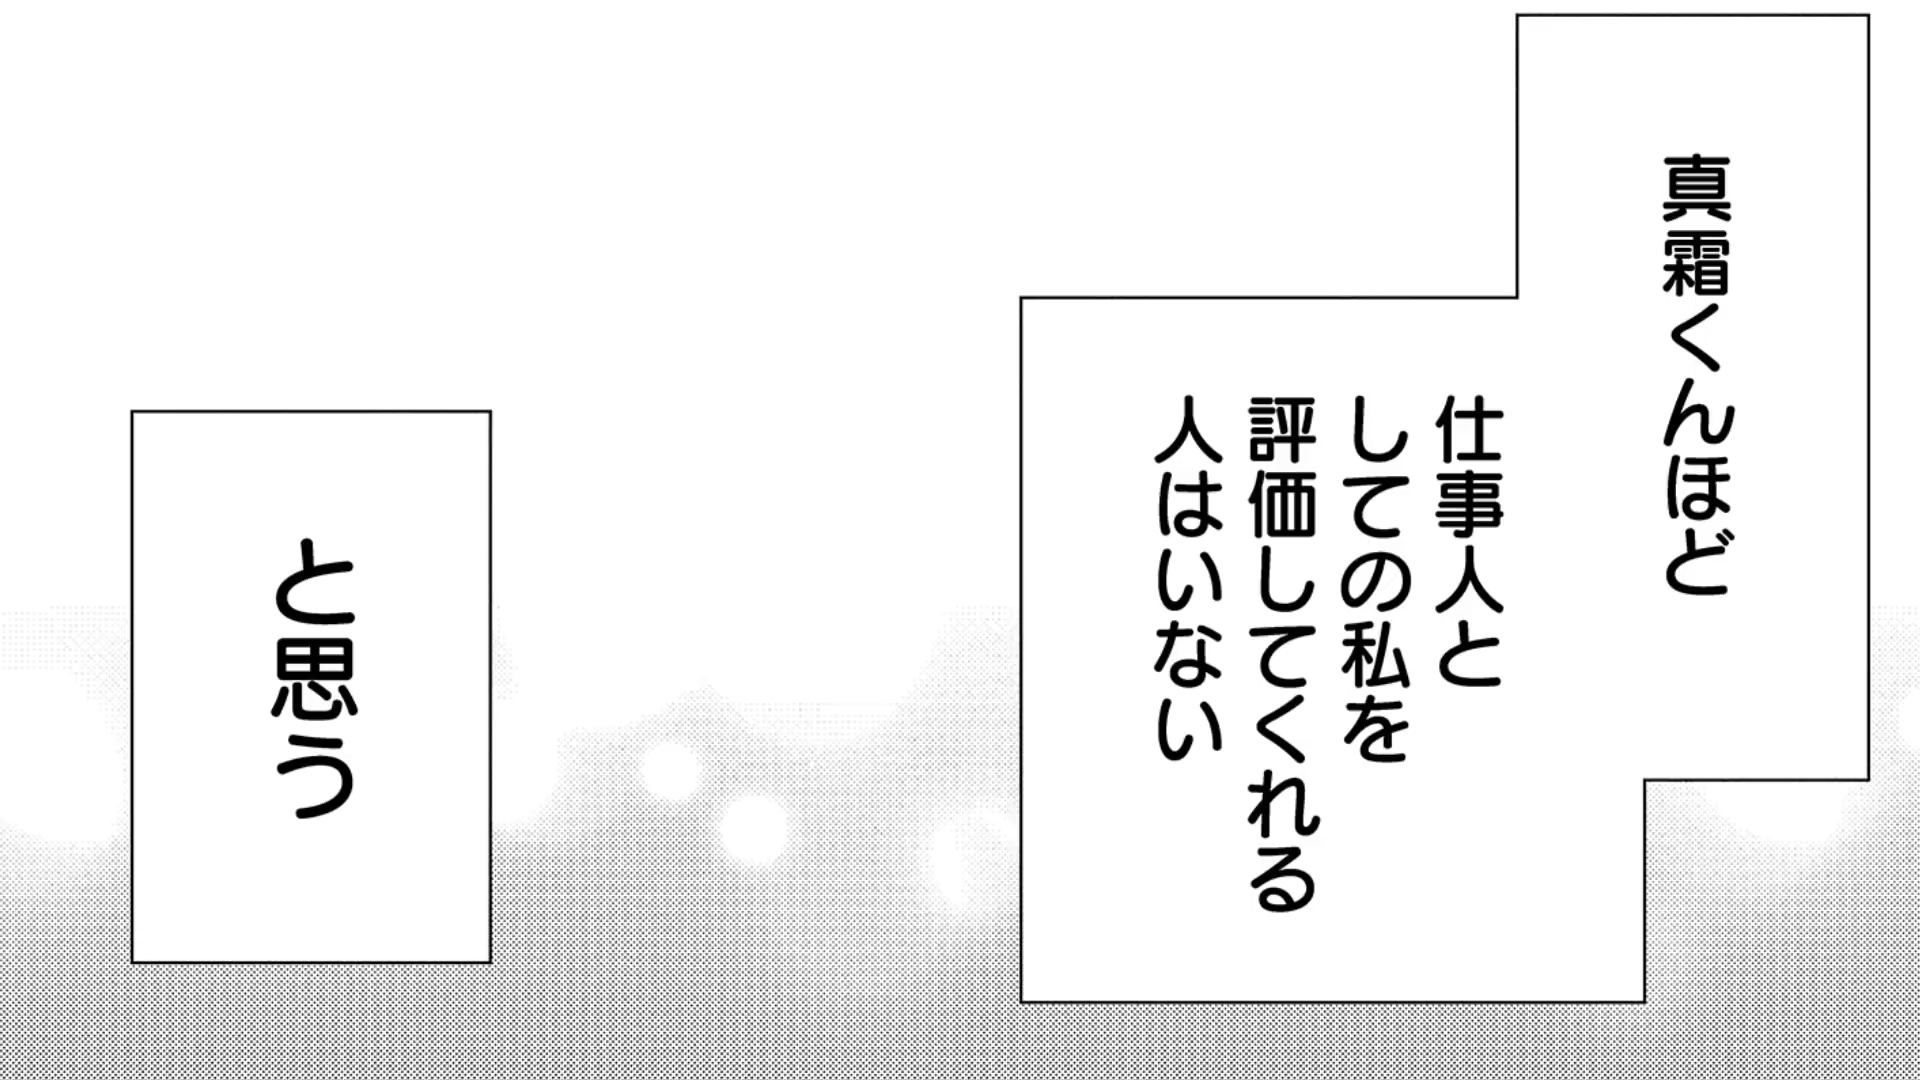 真霜くんほど
仕事人と
しての私を
評価してくれる
人はいない
と思う